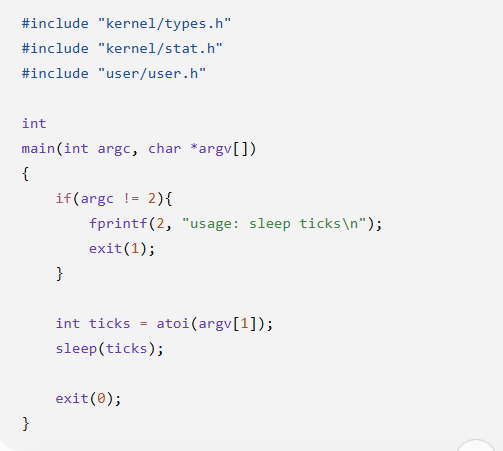 #include "kernel/types.h"
#include "kernel/stat.h"
#include "user/user.h"

int
main(int argc, char *argv[])
{
    if(argc != 2){
        fprintf(2, "usage: sleep ticks\n");
        exit(1);
    }

    int ticks = atoi(argv[1]);
    sleep(ticks);

    exit(0);
}